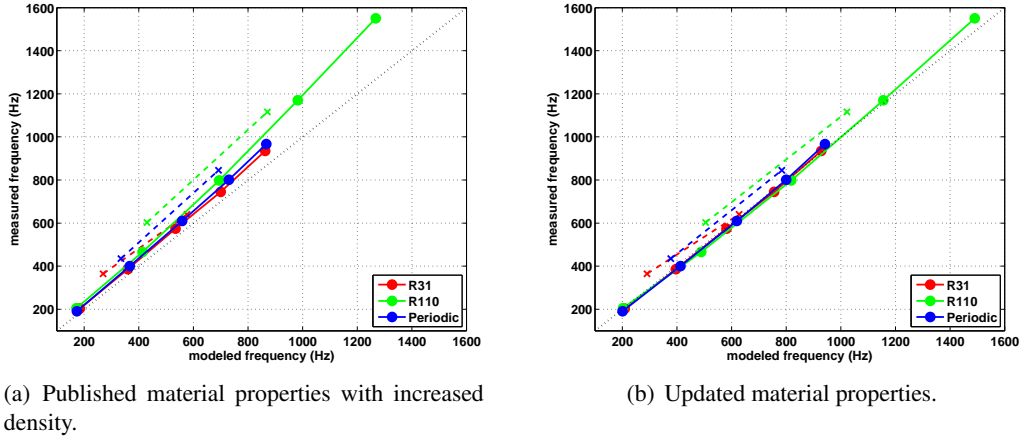 1600
1400
1200
1000
800
600
400
200
measured frequency (Hz)
200 400 600 800 1000 1200 1400 1600
modeled frequency (Hz)
R31
R110
Periodic
(a) Published material properties with increased
density.
1600
1400
1200
1000
800
600
400
200
measured frequency (Hz)
200 400 600 800 1000 1200 1400 1600
modeled frequency (Hz)
R31
R110
Periodic
(b) Updated material properties.